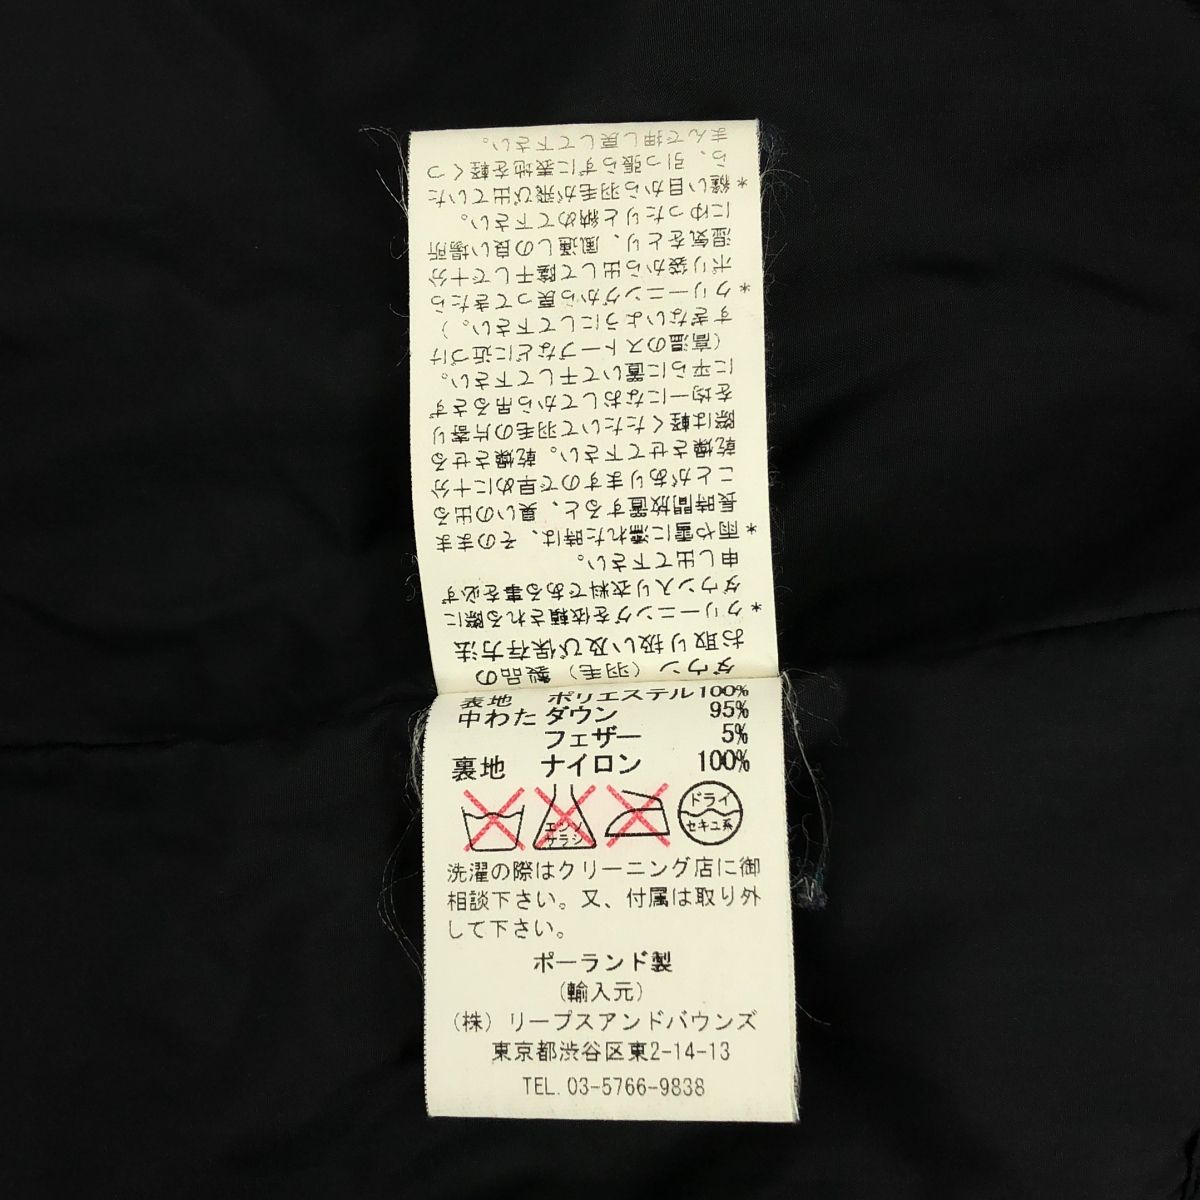 ダウン（羽毛）製品の
お取り扱い及び保存方法
*クリーニングを依頼される際に
ダウン入り衣料である事を必ず
申し出て下さい。
*雨や雪に濡れた時は、そのまま
長時間放置すると、臭いの出る
ことがありますので早めに十分
乾燥させて下さい。乾燥させる
際は軽くたたいて羽毛の片寄り
を均一になおしてから吊るさず
に平らに置いて干して下さい。
（高温のストーブなどに近づけ
すぎないようにして下さい。）
*クリーニングから戻ってきたら
ポリ袋から出して陰干しで十分
湿気をとり、風通しの良い場所
にゆったりと納めて下さい。
*縫い目から羽毛が飛び出ていた
ら、引っ張らずに表地を軽くつ
まんで押し戻して下さい。
表地 ポリエステル100%
中わた ダウン 95%
フェザー 5%
裏地 ナイロン 100%
エンソ
サラシ
ドライ
セキユ系
洗濯の際はクリーニング店に御
相談下さい。又、付属は取り外
して下さい。
ポーランド製
(輸入元)
(株) リープスアンドバウンズ
東京都渋谷区東2-14-13
TEL. 03-5766-9838